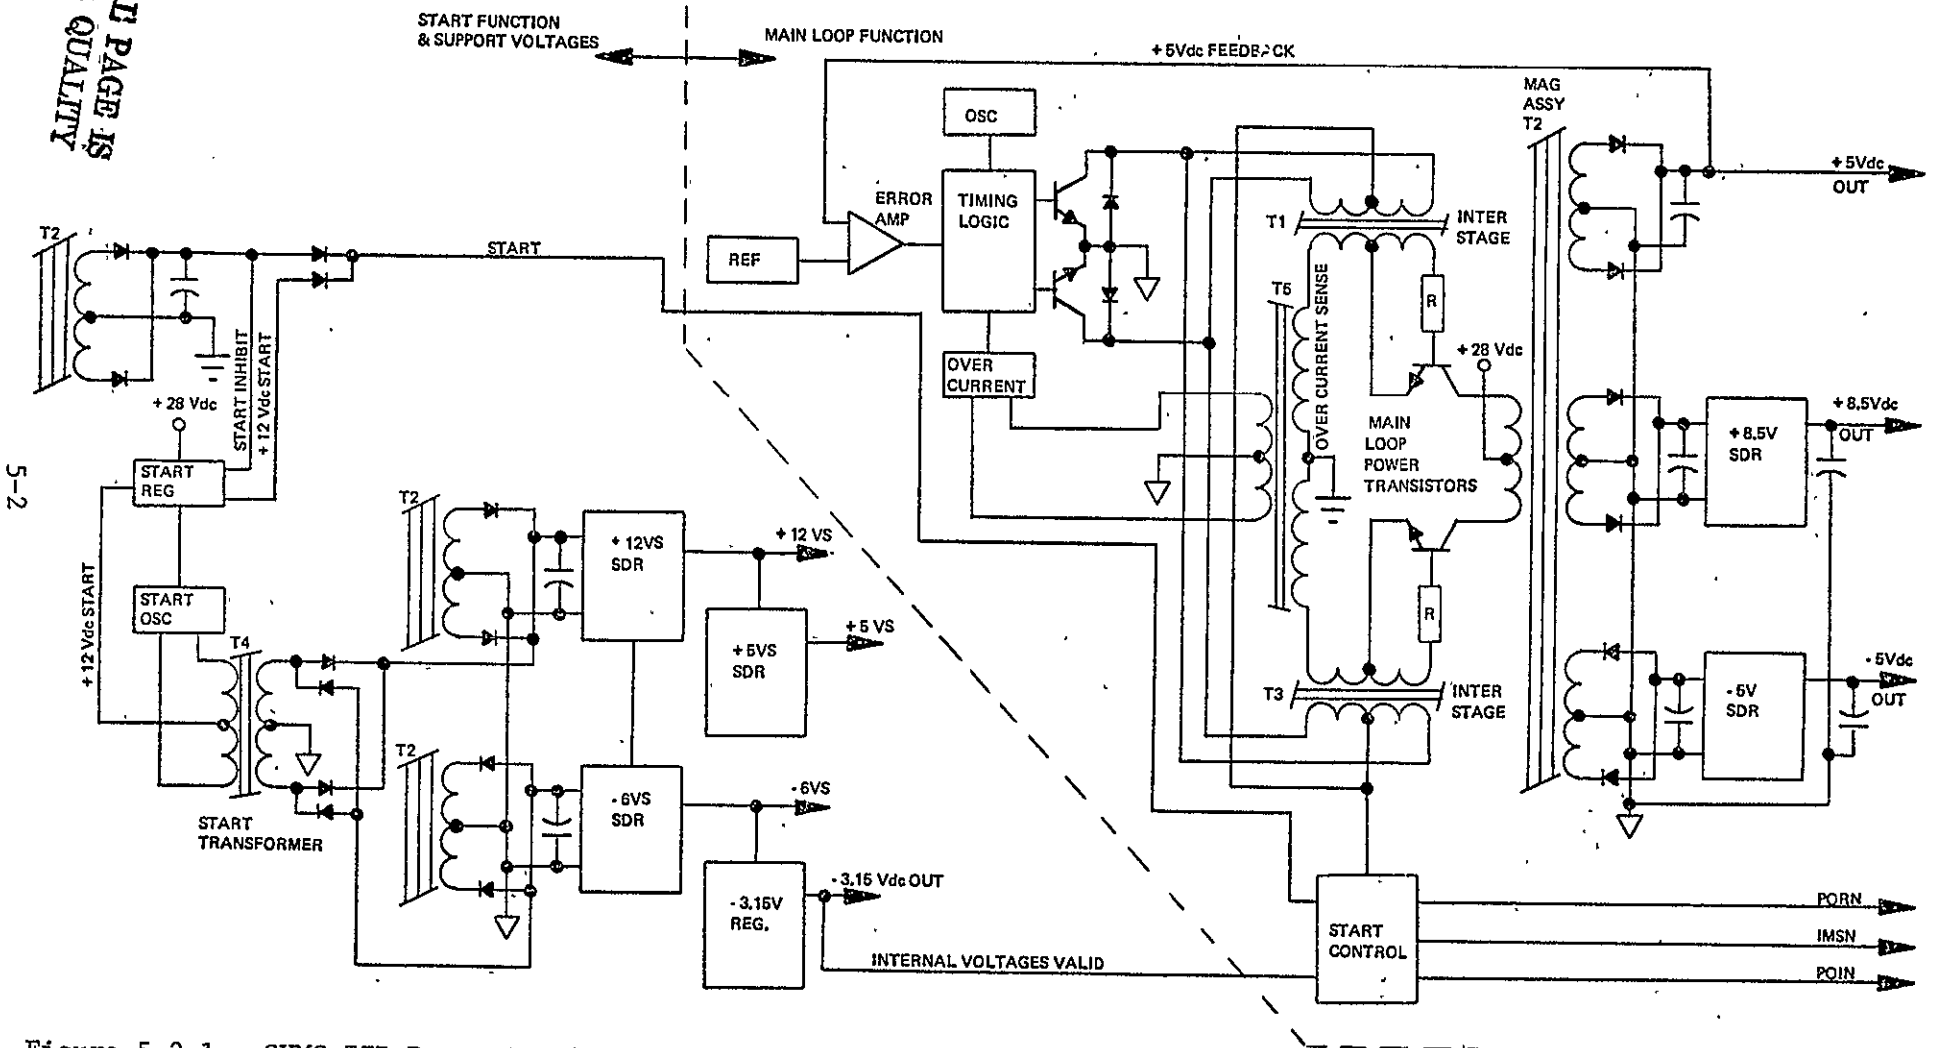 E PAGE IS
QUALITY
START FUNCTION
& SUPPORT VOLTAGES
MAIN LOOP FUNCTION
+5Vdc FEEDBACK
OSC
TIMING
LOGIC
ERROR
AMP
REF
OVER
CURRENT
T1
INTER
STAGE
T5
OVER CURRENT SENSE
R
+28 Vdc
MAIN
LOOP
POWER
TRANSISTORS
R
T3
INTER
STAGE
MAG
ASSY
T2
+5Vdc
OUT
+8.5V
SDR
+8.5Vdc
OUT
-5V
SDR
-5Vdc
OUT
T2
START
START INHIBIT
+12 Vdc START
+28 Vdc
START
REG
+12 Vdc START
START
OSC
T4
START
TRANSFORMER
T2
+12VS
SDR
+12 VS
+5VS
SDR
+5 VS
T2
-6VS
SDR
-6VS
-3.15V
REG.
-3.15 Vdc OUT
INTERNAL VOLTAGES VALID
START
CONTROL
PORN
IMSN
POIN
5-2